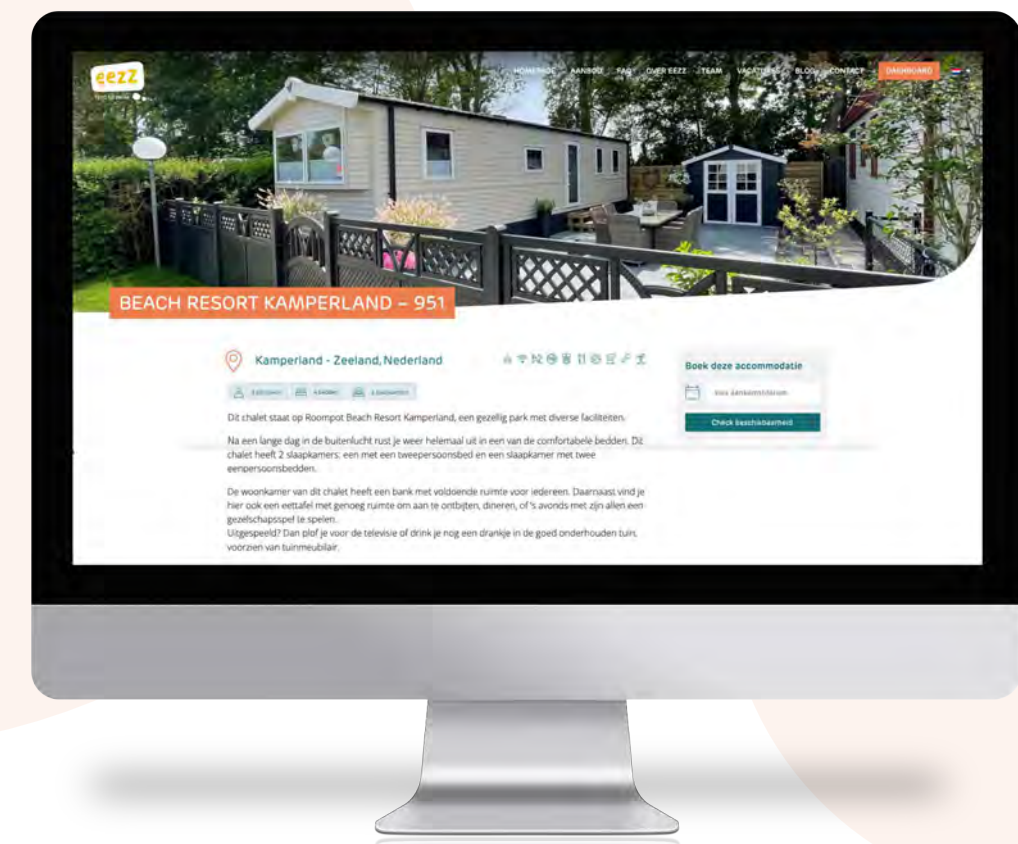 eezz
HOMEPAGE AANBOD FAQ OVER EEZZ TEAM VACATURES BLOG CONTACT DASHBOARD
BEACH RESORT KAMPERLAND – 951
Kamperland - Zeeland, Nederland
Boek deze accommodatie
Kies aankomstdatum
Check beschikbaarheid
Dit chalet staat op Roompot Beach Resort Kamperland, een gezellig park met diverse faciliteiten.
Na een lange dag in de buitenlucht rust je weer helemaal uit in een van de comfortabele bedden. Dit
chalet heeft 2 slaapkamers: een met een tweepersoonsbed en een slaapkamer met twee
eenpersoonsbedden.
De woonkamer van dit chalet heeft een bank met voldoende ruimte voor iedereen. Daarnaast vind je
hier ook een eettafel met genoeg ruimte om aan te ontbijten, dineren, of 's avonds met zijn allen een
gezelschapsspel te spelen.
Uitgespeeld? Dan plof je voor de televisie of drink je nog een drankje in de goed onderhouden tuin,
voorzien van tuinmeubilair.